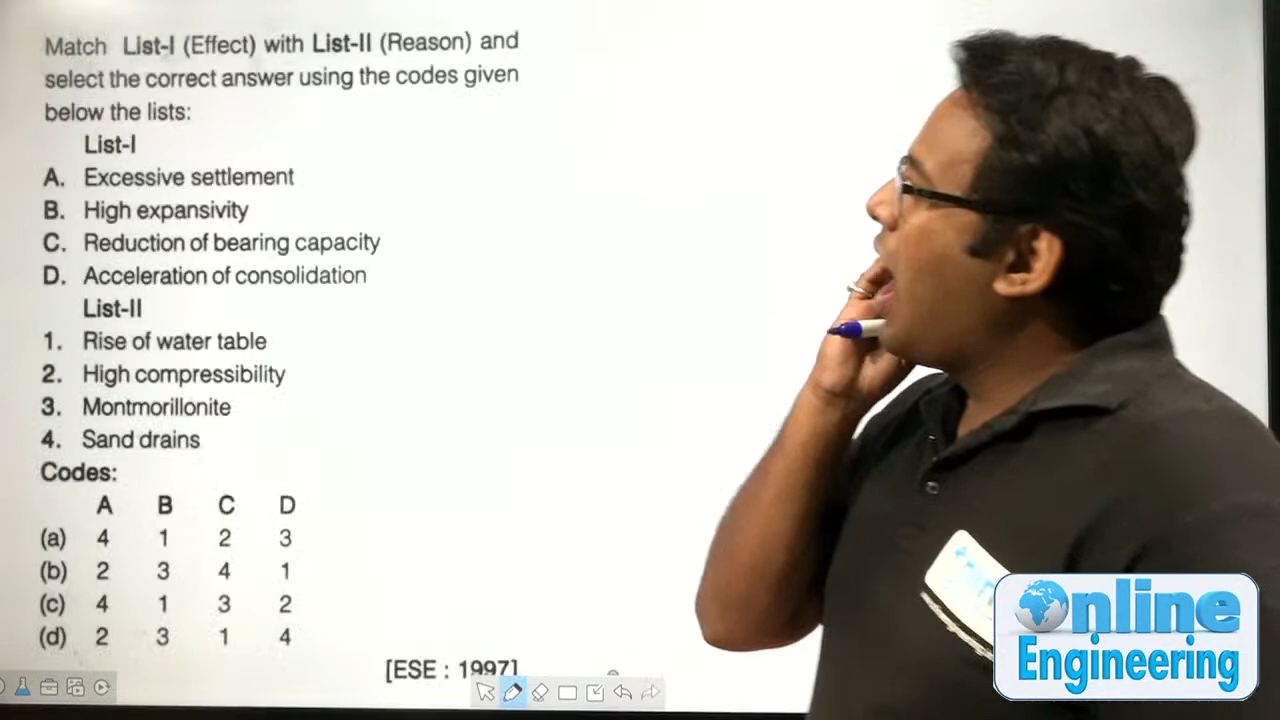 Match List-I (Effect) with List-II (Reason) and
select the correct answer using the codes given
below the lists:
List-I
A. Excessive settlement
B. High expansivity
C. Reduction of bearing capacity
D. Acceleration of consolidation
List-II
1. Rise of water table
2. High compressibility
3. Montmorillonite
4. Sand drains
Codes:
A B C D
(a) 4 1 2 3
(b) 2 3 4 1
(c) 4 1 3 2
(d) 2 3 1 4
[ESE : 1997]
Online
Engineering